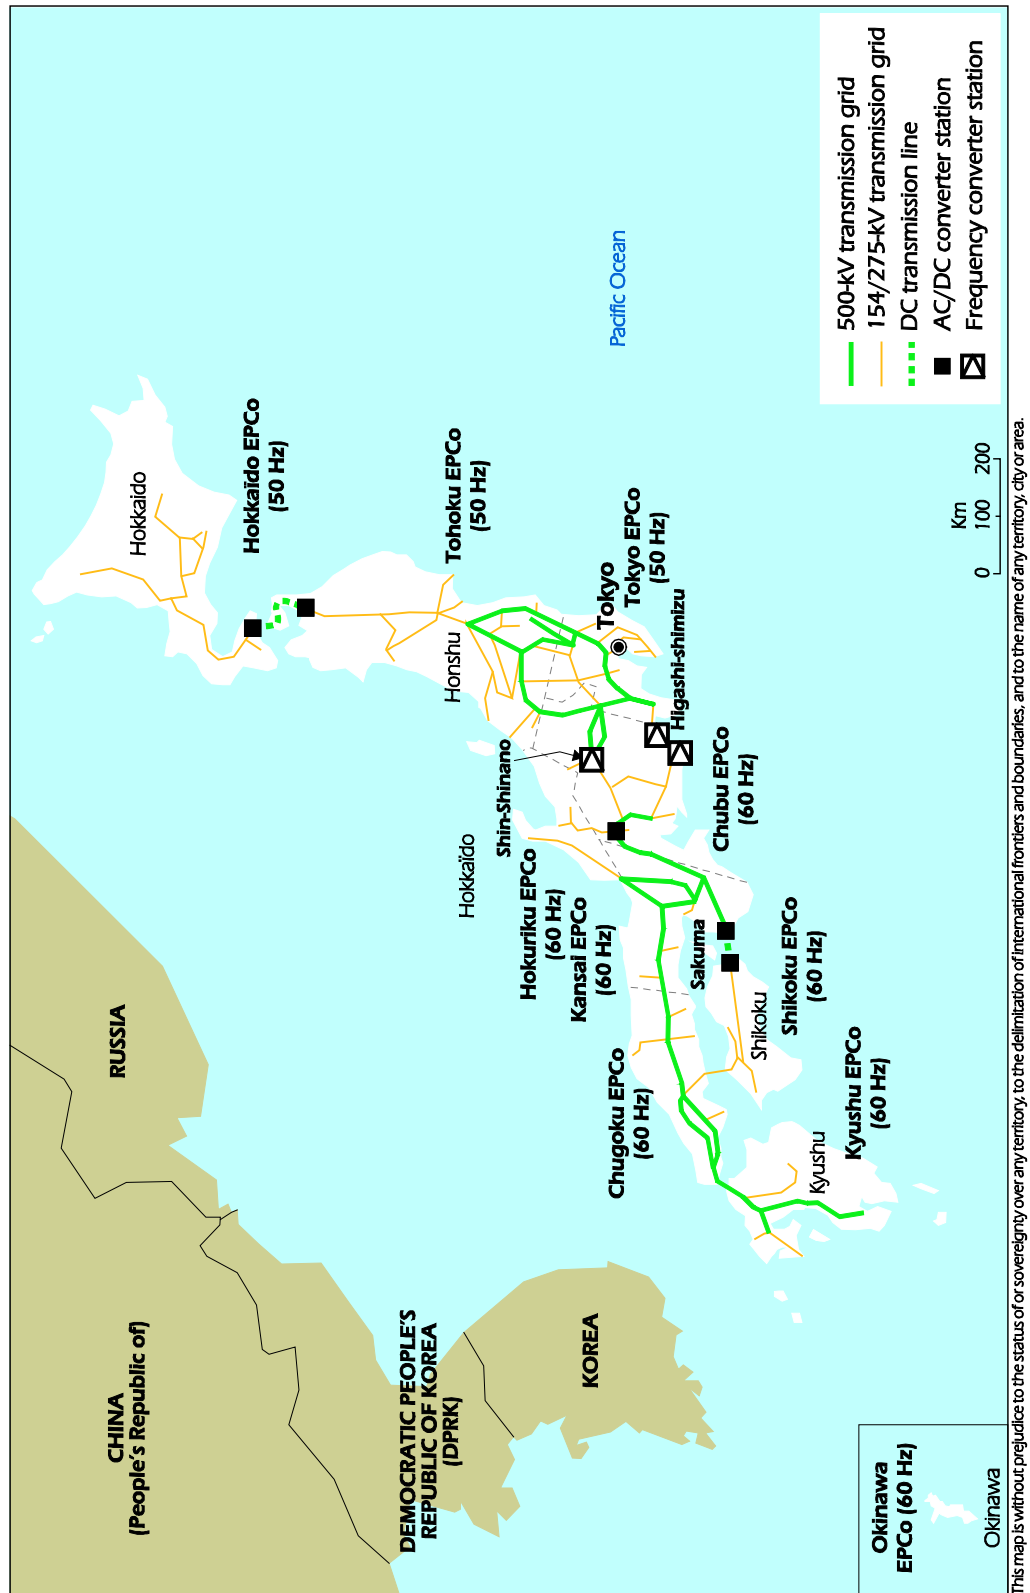 CHINA
(People's Republic of)
RUSSIA
DEMOCRATIC PEOPLE'S
REPUBLIC OF KOREA
(DPRK)
KOREA
Hokkaido
Hokkaïdo EPCo
(50 Hz)
Tohoku EPCo
(50 Hz)
Honshu
Tokyo
Tokyo EPCo
(50 Hz)
Higashi-shimizu
Shin-Shinano
Hokkaïdo
Hokuriku EPCo
(60 Hz)
Kansai EPCo
(60 Hz)
Chubu EPCo
(60 Hz)
Sakuma
Shikoku EPCo
(60 Hz)
Shikoku
Chugoku EPCo
(60 Hz)
Kyushu
Kyushu EPCo
(60 Hz)
Pacific Ocean
Okinawa
EPCo (60 Hz)
Okinawa
Km
0 100 200
500-kV transmission grid
154/275-kV transmission grid
DC transmission line
AC/DC converter station
Frequency converter station
This map is without prejudice to the status of or sovereignty over any territory, to the delimitation of international frontiers and boundaries, and to the name of any territory, city or area.